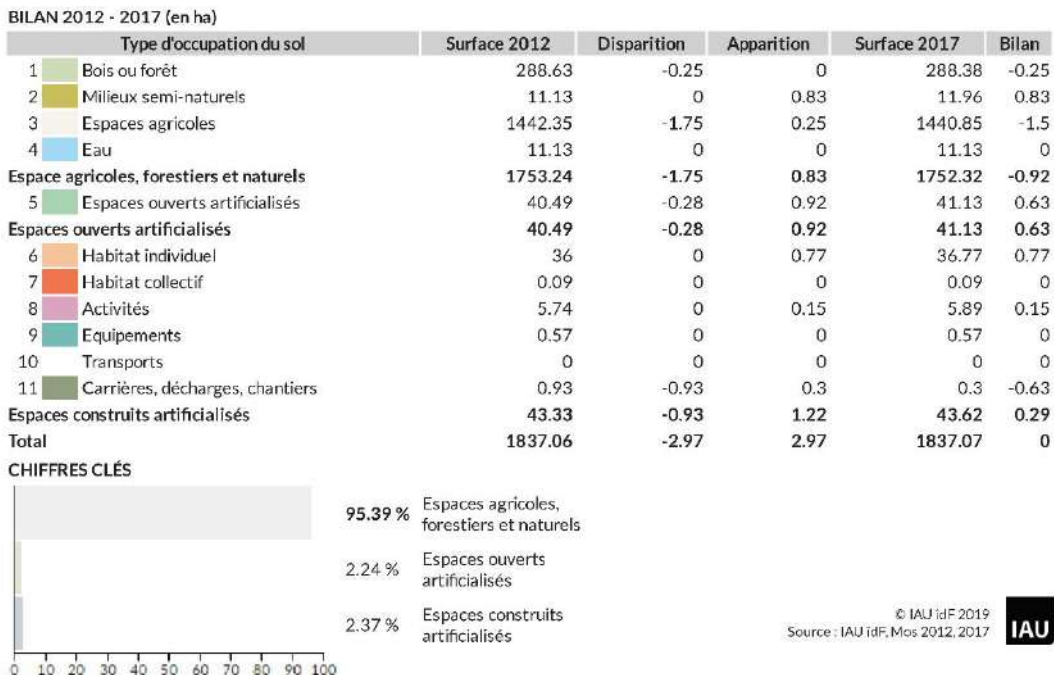 BILAN 2012 - 2017 (en ha)
Type d'occupation du sol Surface 2012 Disparition Apparition Surface 2017 Bilan
1 Bois ou forêt 288.63 -0.25 0 288.38 -0.25
2 Milieux semi-naturels 11.13 0 0.83 11.96 0.83
3 Espaces agricoles 1442.35 -1.75 0.25 1440.85 -1.5
4 Eau 11.13 0 0 11.13 0
Espace agricoles, forestiers et naturels 1753.24 -1.75 0.83 1752.32 -0.92
5 Espaces ouverts artificialisés 40.49 -0.28 0.92 41.13 0.63
Espaces ouverts artificialisés 40.49 -0.28 0.92 41.13 0.63
6 Habitat individuel 36 0 0.77 36.77 0.77
7 Habitat collectif 0.09 0 0 0.09 0
8 Activités 5.74 0 0.15 5.89 0.15
9 Equipements 0.57 0 0 0.57 0
10 Transports 0 0 0 0 0
11 Carrières, décharges, chantiers 0.93 -0.93 0.3 0.3 -0.63
Espaces construits artificialisés 43.33 -0.93 1.22 43.62 0.29
Total 1837.06 -2.97 2.97 1837.07 0
CHIFFRES CLÉS
95.39 % Espaces agricoles,
forestiers et naturels
2.24 % Espaces ouverts
artificialisés
2.37 % Espaces construits
artificialisés
0 10 20 30 40 50 60 70 80 90 100
© IAU îdF 2019
Source : IAU îdF, Mos 2012, 2017
IAU